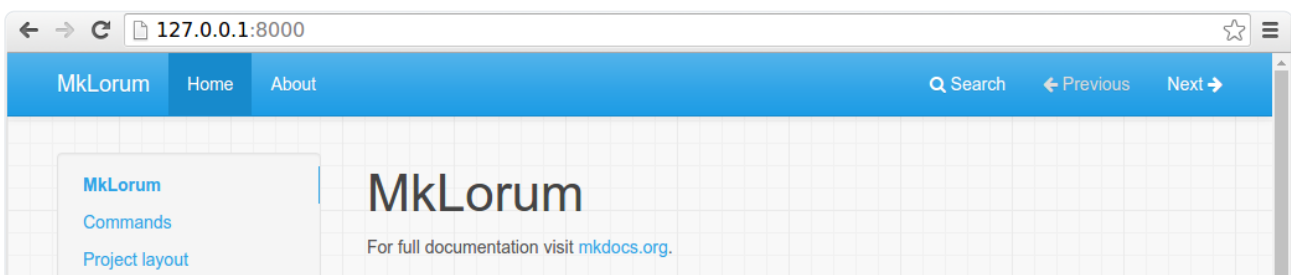 127.0.0.1:8000
MkLorum Home About Search Previous Next
MkLorum
Commands
Project layout
MkLorum
For full documentation visit mkdocs.org.